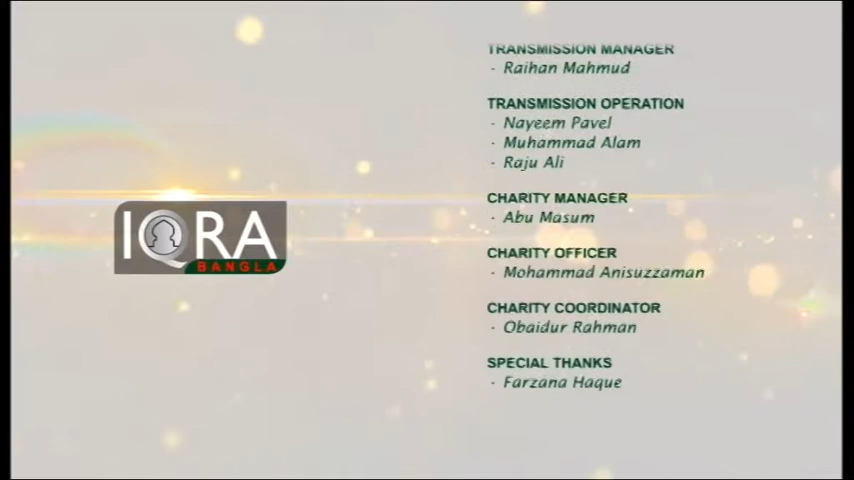 IQRA
BANGLA
TRANSMISSION MANAGER
- Raihan Mahmud
TRANSMISSION OPERATION
- Nayeem Pavel
- Muhammad Alam
- Raju Ali
CHARITY MANAGER
- Abu Masum
CHARITY OFFICER
- Mohammad Anisuzzaman
CHARITY COORDINATOR
- Obaidur Rahman
SPECIAL THANKS
- Farzana Haque